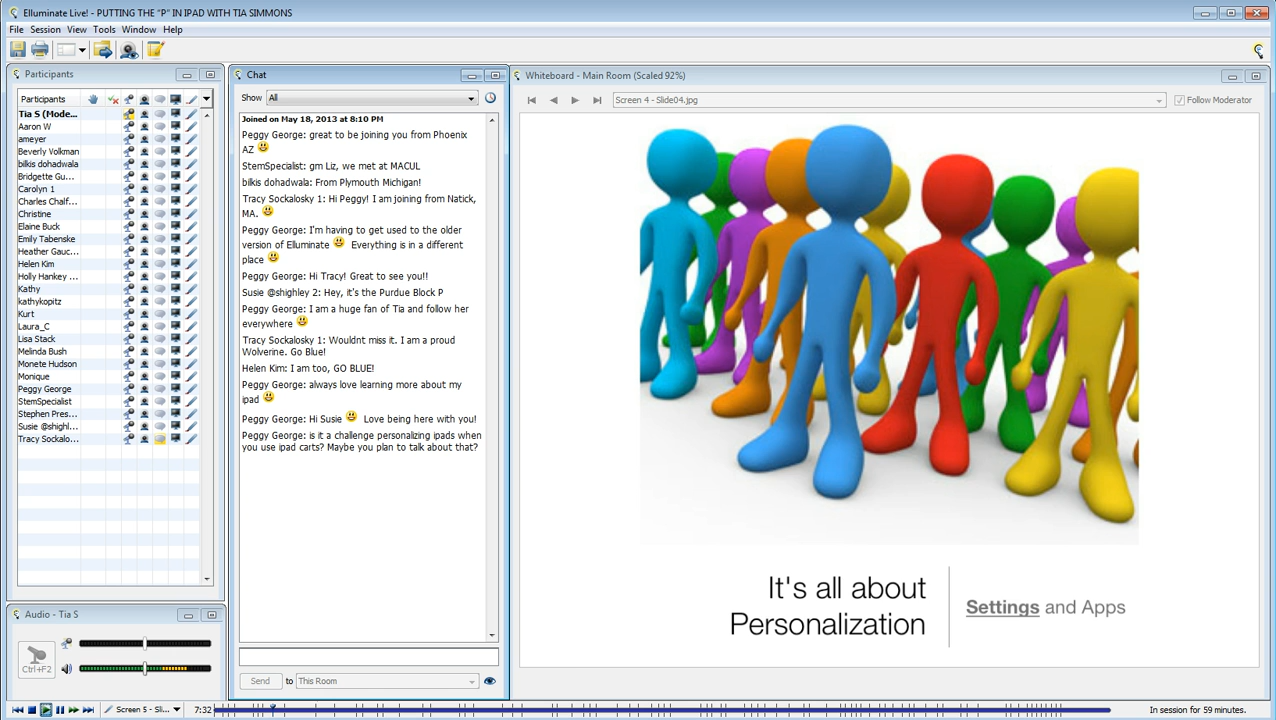 Elluminate Live! - PUTTING THE "P" IN IPAD WITH TIA SIMMONS
File Session View Tools Window Help
Participants
Participants
Tia S (Mode...
Aaron W
ameyer
Beverly Volkman
bilkis dohadwala
Bridgette Gu...
Carolyn 1
Charles Chalf...
Christine
Elaine Buck
Emily Tabenske
Heather Gauc...
Helen Kim
Holly Hankey ...
Kathy
kathykopitz
Kurt
Laura_C
Lisa Stack
Melinda Bush
Monete Hudson
Monique
Peggy George
StemSpecialist
Stephen Pres...
Susie @shighl...
Tracy Sockalo...
Audio - Tia S
Ctrl+F2
Chat
Show All
Joined on May 18, 2013 at 8:10 PM
Peggy George: great to be joining you from Phoenix
AZ
StemSpecialist: gm Liz, we met at MACUL
bilkis dohadwala: From Plymouth Michigan!
Tracy Sockalosky 1: Hi Peggy! I am joining from Natick,
MA.
Peggy George: I'm having to get used to the older
version of Elluminate Everything is in a different
place
Peggy George: Hi Tracy! Great to see you!!
Susie @shighley 2: Hey, it's the Purdue Block P
Peggy George: I am a huge fan of Tia and follow her
everywhere
Tracy Sockalosky 1: Wouldnt miss it. I am a proud
Wolverine. Go Blue!
Helen Kim: I am too, GO BLUE!
Peggy George: always love learning more about my
ipad
Peggy George: Hi Susie Love being here with you!
Peggy George: is it a challenge personalizing ipads when
you use ipad carts? Maybe you plan to talk about that?
Send to This Room
Whiteboard - Main Room (Scaled 92%)
Screen 4 - Slide04.jpg
Follow Moderator
It's all about
Personalization
Settings and Apps
Screen 5 - Sli...
7:32
In session for 59 minutes.